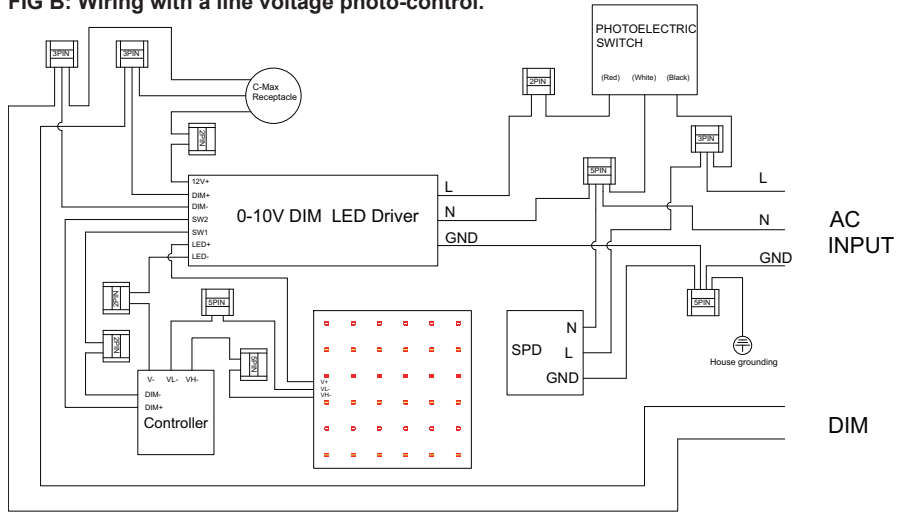 FIG B: Wiring with a line voltage photo-control.
3PIN
3PIN
C-Max
Receptacle
2PIN
PHOTOELECTRIC
SWITCH
(Red) (White) (Black)
2PIN
3PIN
5PIN
12V+
DIM+
DIM-
SW2
SW1
LED+
LED-
0-10V DIM LED Driver
L
N
GND
L
N
GND
AC
INPUT
5PIN
House grounding
SPD
N
L
GND
2PIN
5PIN
2PIN
5PIN
V- VL- VH-
DIM-
DIM+
Controller
V+
VL-
VH-
DIM